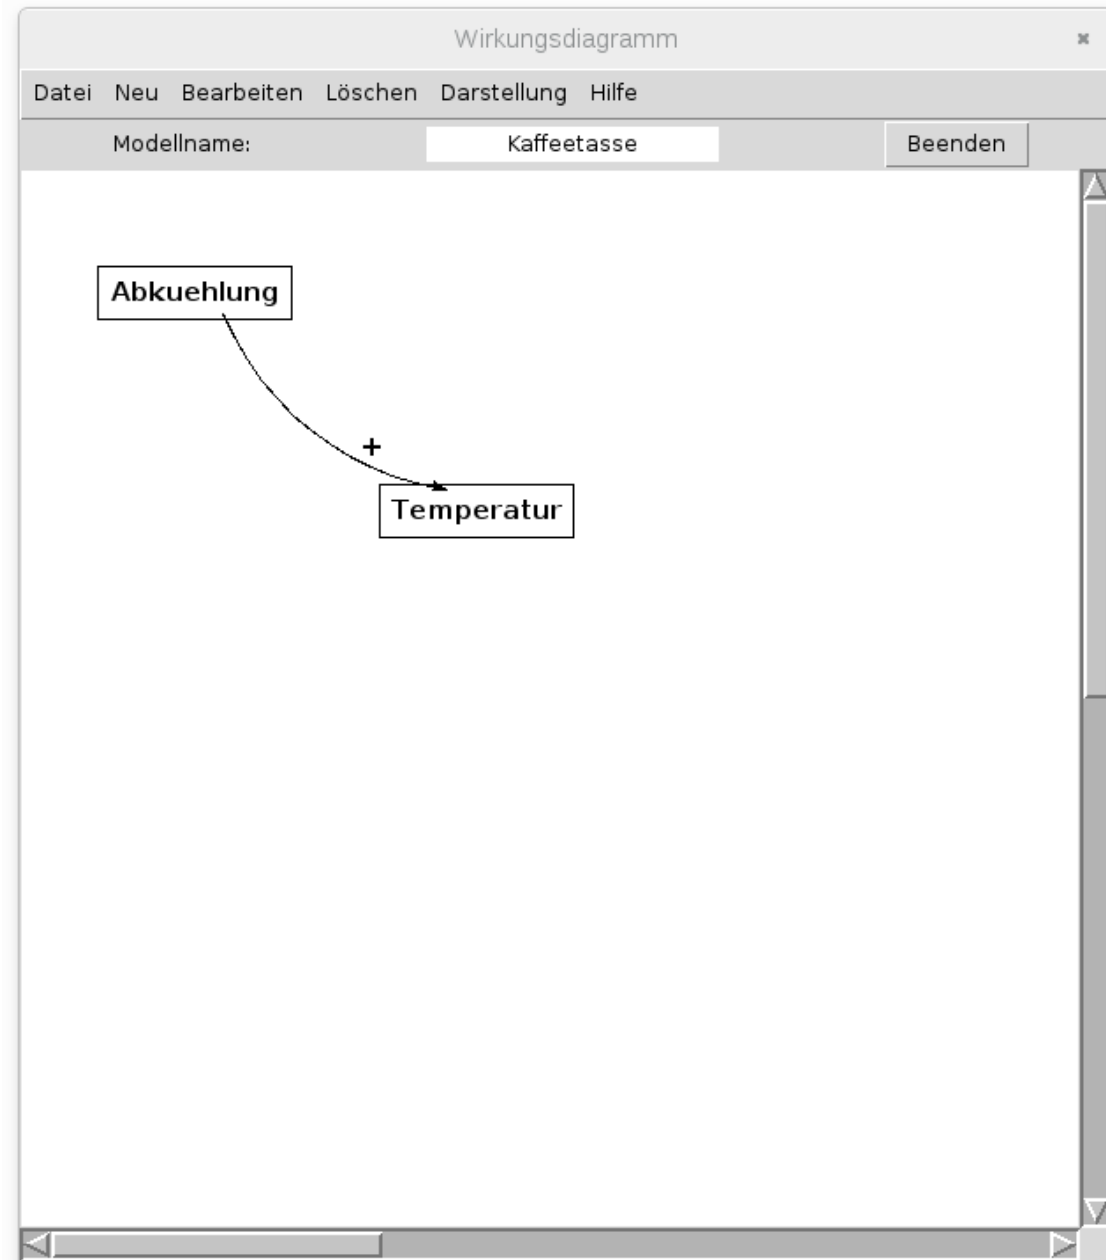 Wirkungsdiagramm
Datei Neu Bearbeiten Löschen Darstellung Hilfe
Modellname: Kaffeetasse Beenden
Abkuehlung
+
Temperatur